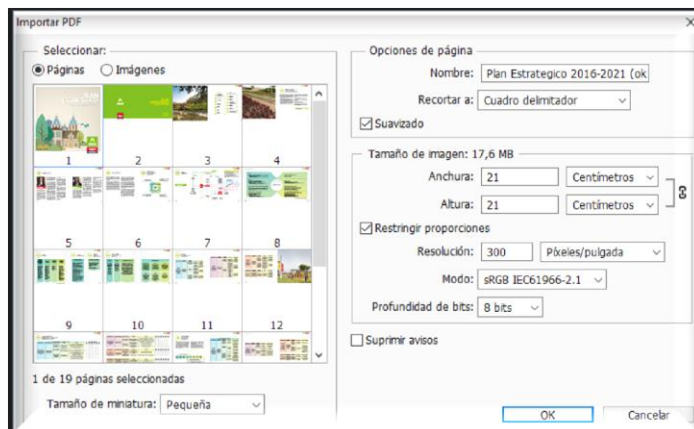 Importar PDF
Seleccionar:
Páginas
Imágenes
1
2
3
4
5
6
7
8
9
10
11
12
1 de 19 páginas seleccionadas
Tamaño de miniatura: Pequeña
Opciones de página
Nombre: Plan Estrategico 2016-2021 (ok
Recortar a: Cuadro delimitador
Suavizado
Tamaño de imagen: 17,6 MB
Anchura: 21 Centímetros
Altura: 21 Centímetros
Restringir proporciones
Resolución: 300 Píxeles/pulgada
Modo: sRGB IEC61966-2.1
Profundidad de bits: 8 bits
Suprimir avisos
OK
Cancelar